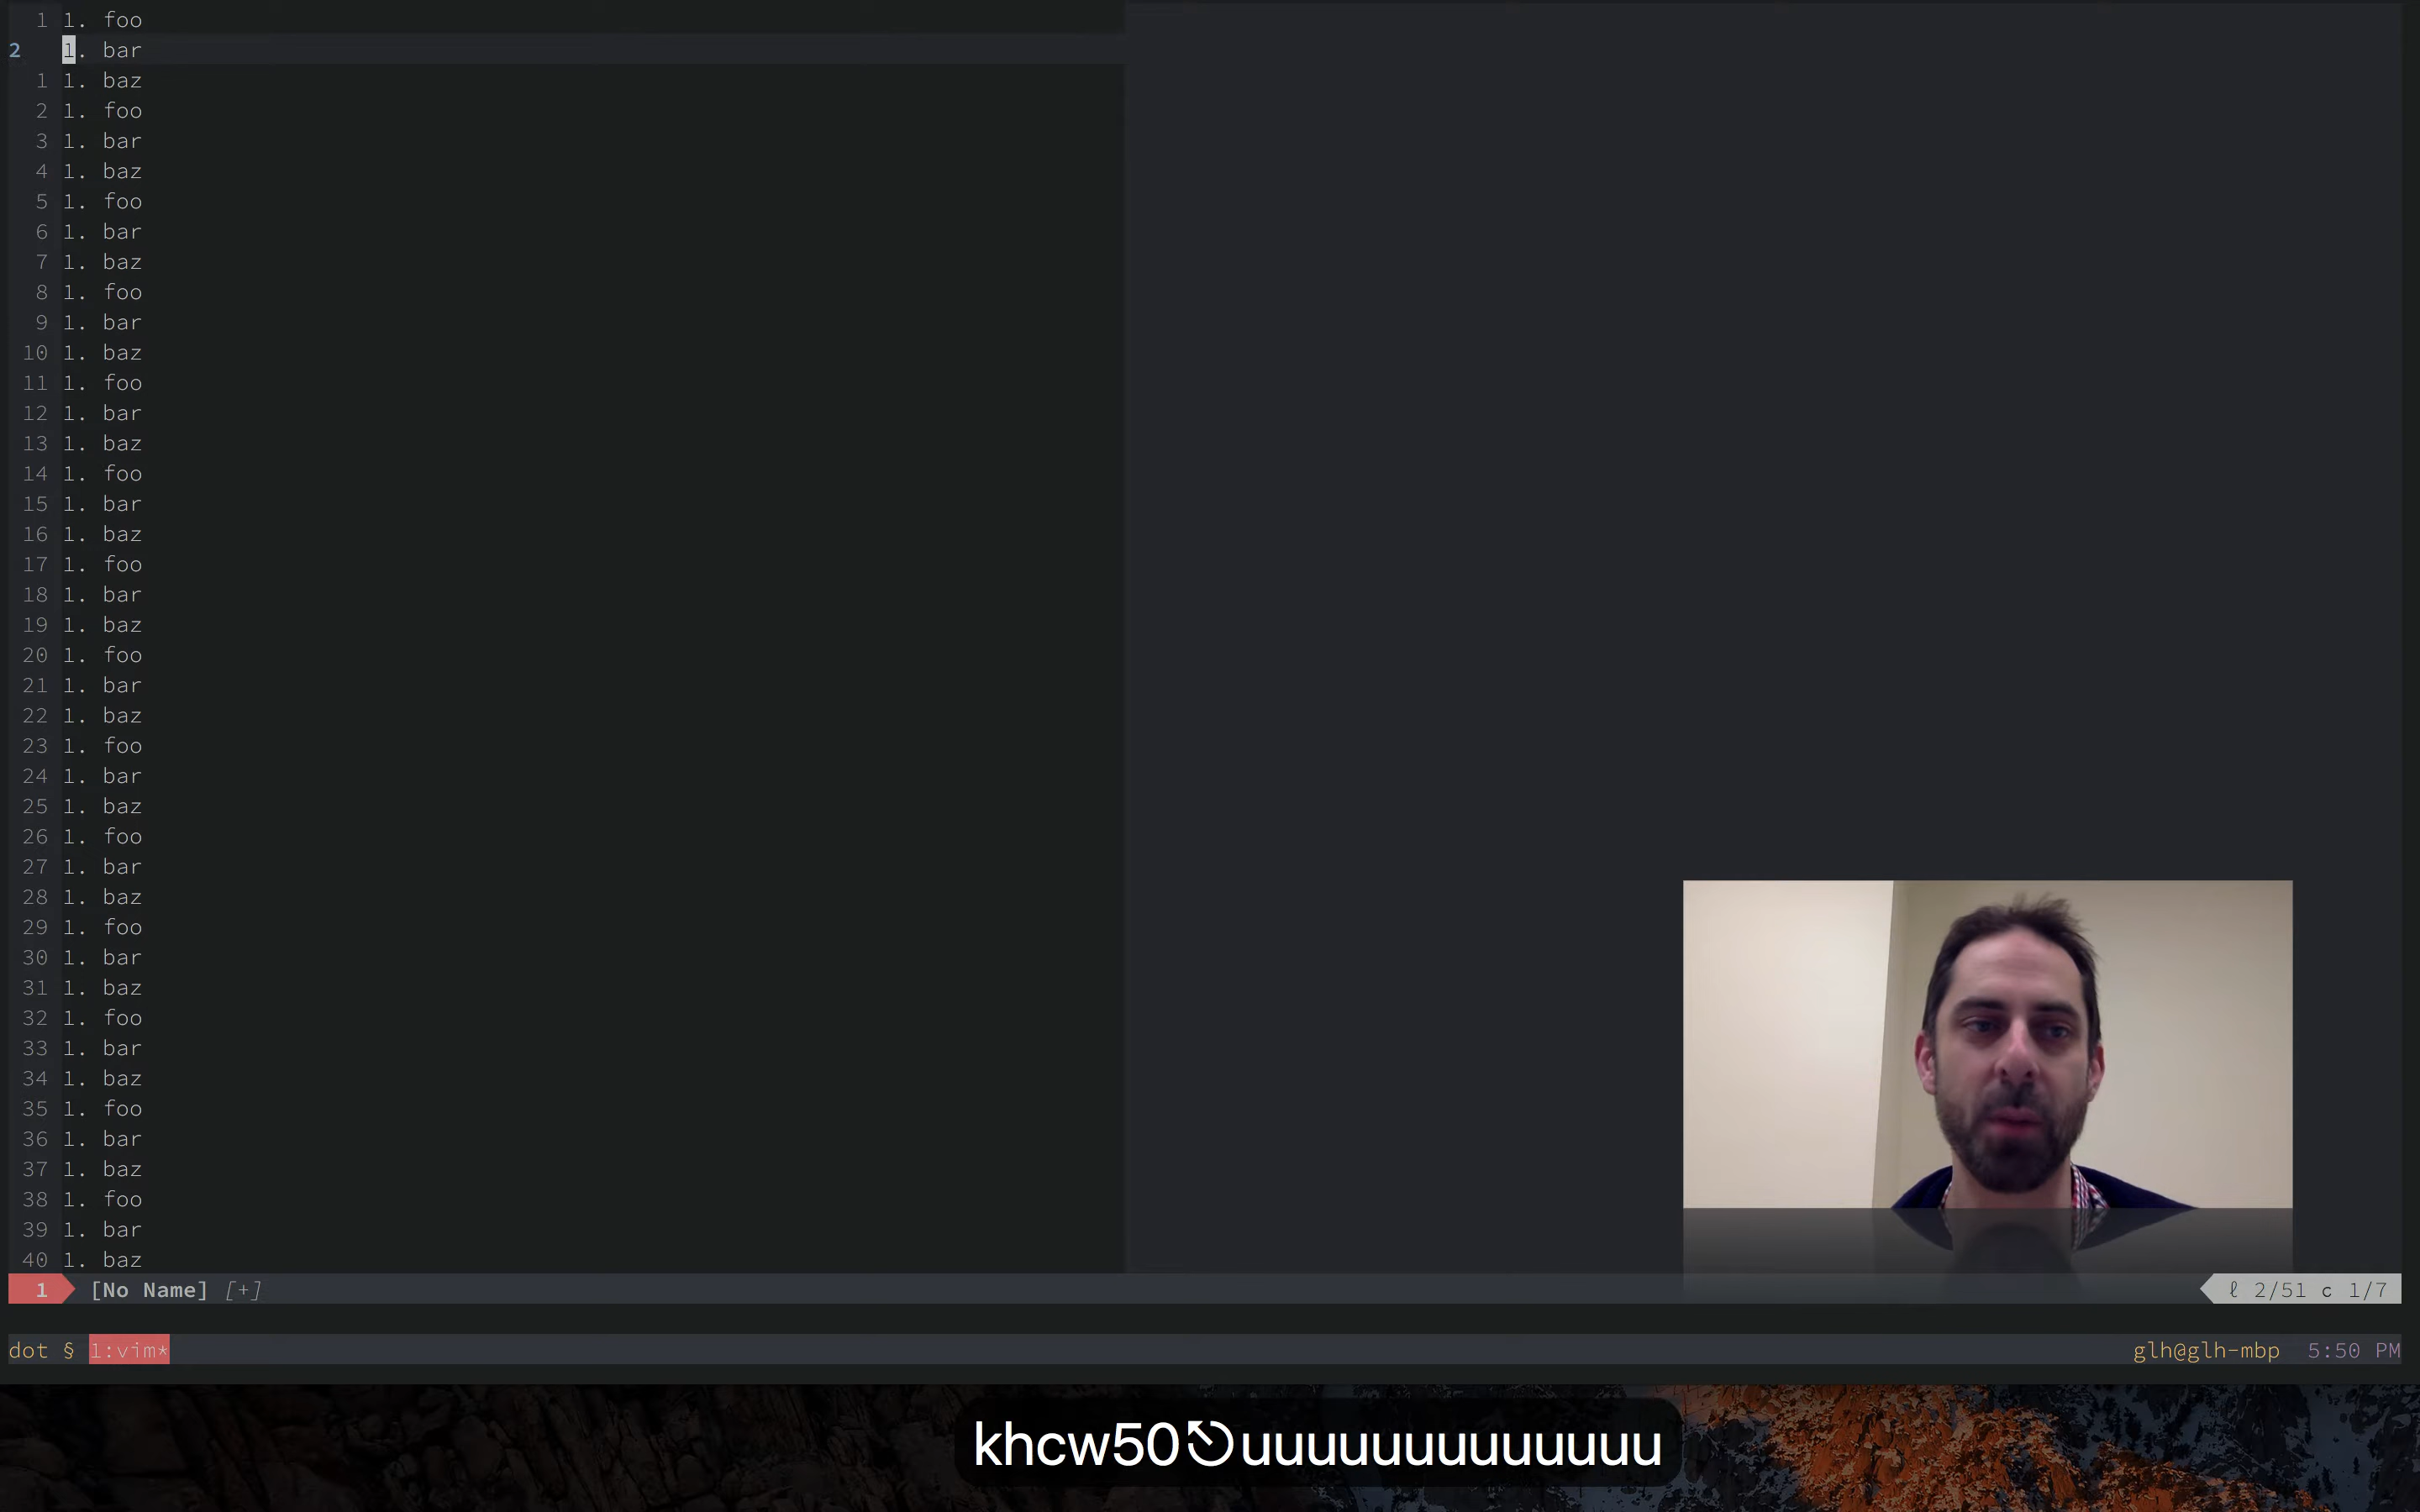 1 1. foo
2 1. bar
1 1. baz
2 1. foo
3 1. bar
4 1. baz
5 1. foo
6 1. bar
7 1. baz
8 1. foo
9 1. bar
10 1. baz
11 1. foo
12 1. bar
13 1. baz
14 1. foo
15 1. bar
16 1. baz
17 1. foo
18 1. bar
19 1. baz
20 1. foo
21 1. bar
22 1. baz
23 1. foo
24 1. bar
25 1. baz
26 1. foo
27 1. bar
28 1. baz
29 1. foo
30 1. bar
31 1. baz
32 1. foo
33 1. bar
34 1. baz
35 1. foo
36 1. bar
37 1. baz
38 1. foo
39 1. bar
40 1. baz
1 [No Name] [+] ℓ 2/51 c 1/7
dot § 1:vim* glh@glh-mbp 5:50 PM
khcw50⎋uuuuuuuuuuuuu